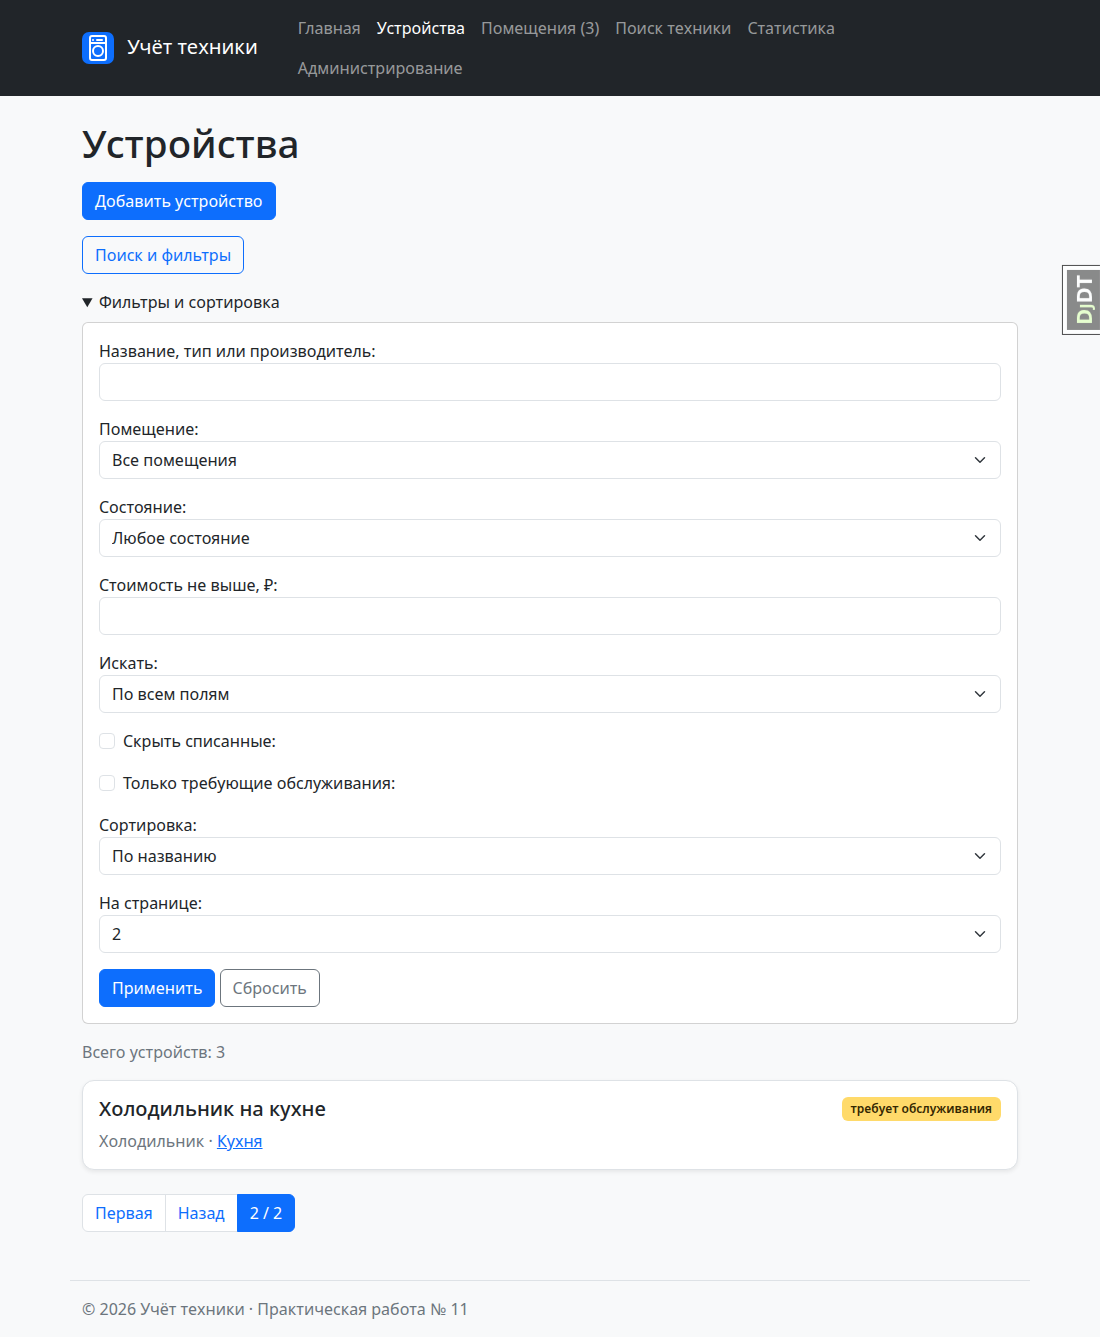 Учёт техники
Главная Устройства Помещения (3) Поиск техники Статистика
Администрирование
Устройства
Добавить устройство
Поиск и фильтры
DJDT
▼ Фильтры и сортировка
Название, тип или производитель:
Помещение:
Все помещения
Состояние:
Любое состояние
Стоимость не выше, ₽:
Искать:
По всем полям
Скрыть списанные:
Только требующие обслуживания:
Сортировка:
По названию
На странице:
2
Применить Сбросить
Всего устройств: 3
Холодильник на кухне требует обслуживания
Холодильник · Кухня
Первая Назад 2 / 2
© 2026 Учёт техники · Практическая работа № 11